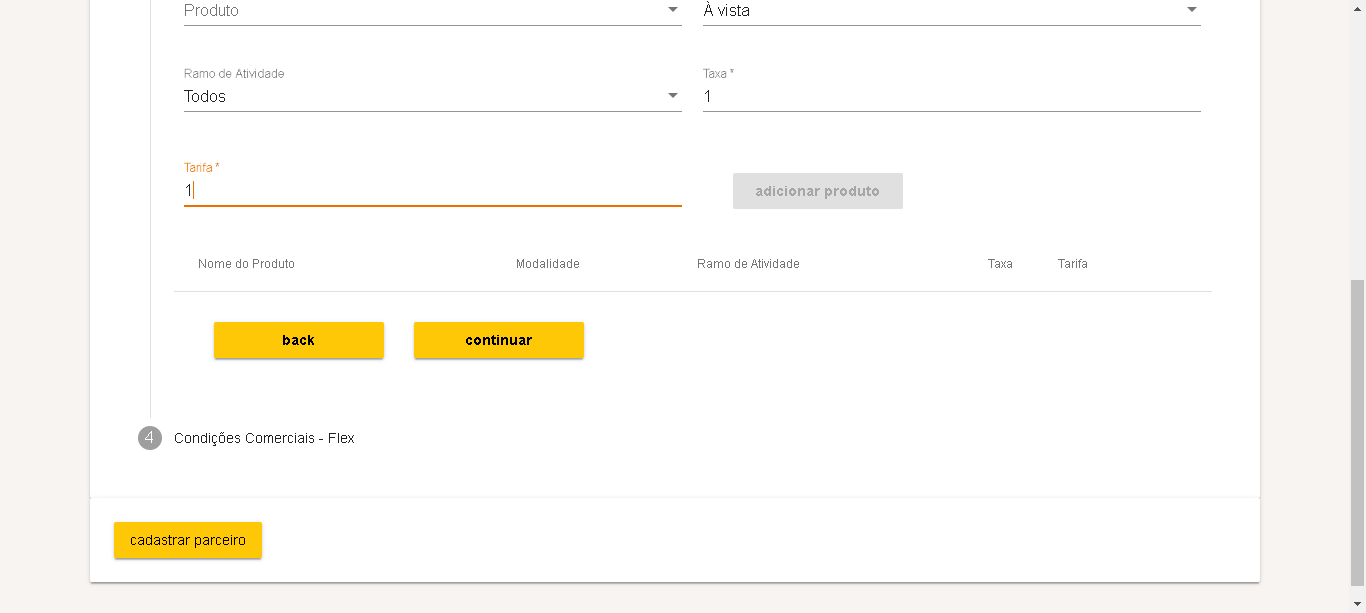 Produto
À vista
Ramo de Atividade
Taxa *
Todos
1
Tarifa *
1
adicionar produto
Nome do Produto Modalidade Ramo de Atividade Taxa Tarifa
back continuar
4 Condições Comerciais - Flex
cadastrar parceiro